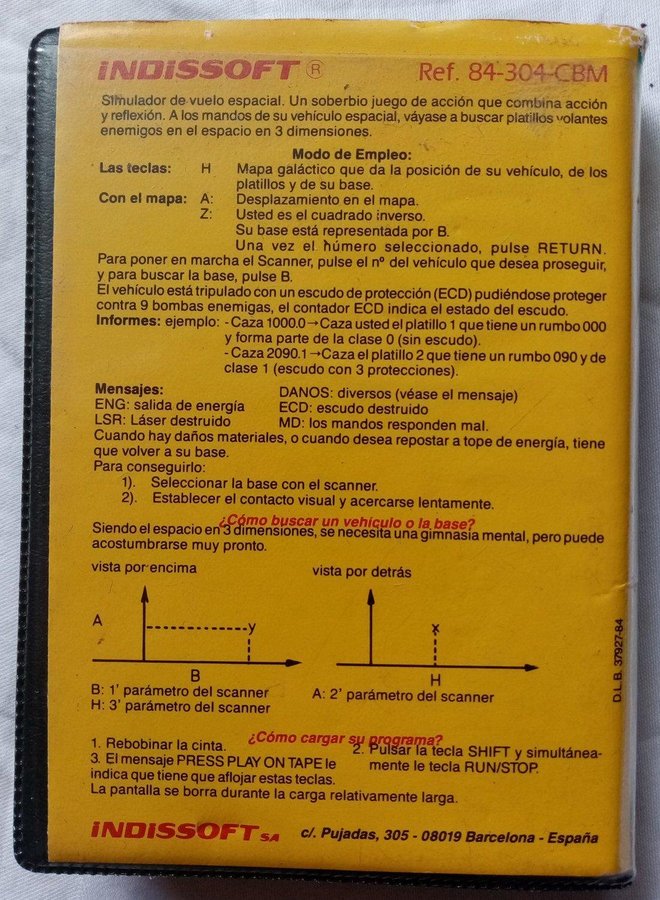 iNDiSSOFT ® Ref. 84-304-CBM
Simulador de vuelo espacial. Un soberbio juego de acción que combina acción
y reflexión. A los mandos de su vehículo espacial, váyase a buscar platillos volantes
enemigos en el espacio en 3 dimensiones.
Modo de Empleo:
Las teclas: H Mapa galáctico que da la posición de su vehículo, de los
platillos y de su base.
Con el mapa: A: Desplazamiento en el mapa.
Z: Usted es el cuadrado inverso.
Su base está representada por B.
Una vez el húmero seleccionado, pulse RETURN.
Para poner en marcha el Scanner, pulse el nº del vehículo que desea proseguir,
y para buscar la base, pulse B.
El vehículo está tripulado con un escudo de protección (ECD) pudiéndose proteger
contra 9 bombas enemigas, el contador ECD indica el estado del escudo.
Informes: ejemplo: - Caza 1000.0→Caza usted el platillo 1 que tiene un rumbo 000
y forma parte de la clase 0 (sin escudo).
- Caza 2090.1→Caza el platillo 2 que tiene un rumbo 090 y de
clase 1 (escudo con 3 protecciones).
Mensajes: DANOS: diversos (véase el mensaje)
ENG: salida de energía ECD: escudo destruido
LSR: Láser destruido MD: los mandos responden mal.
Cuando hay daños materiales, o cuando desea repostar a tope de energía, tiene
que volver a su base.
Para conseguirlo:
1). Seleccionar la base con el scanner.
2). Establecer el contacto visual y acercarse lentamente.
¿Cómo buscar un vehículo o la base?
Siendo el espacio en 3 dimensiones, se necesita una gimnasia mental, pero puede
acostumbrarse muy pronto.
vista por encima vista por detrás
A y x
B H
B: 1' parámetro del scanner
H: 3' parámetro del scanner
A: 2' parámetro del scanner
D.L.B. 37927-84
¿Cómo cargar su programa?
1. Rebobinar la cinta.
2. Pulsar la tecla SHIFT y simultánea-
mente le tecla RUN/STOP.
3. El mensaje PRESS PLAY ON TAPE le
indica que tiene que aflojar estas teclas.
La pantalla se borra durante la carga relativamente larga.
iNDiSSOFT SA c/. Pujadas, 305 - 08019 Barcelona - España